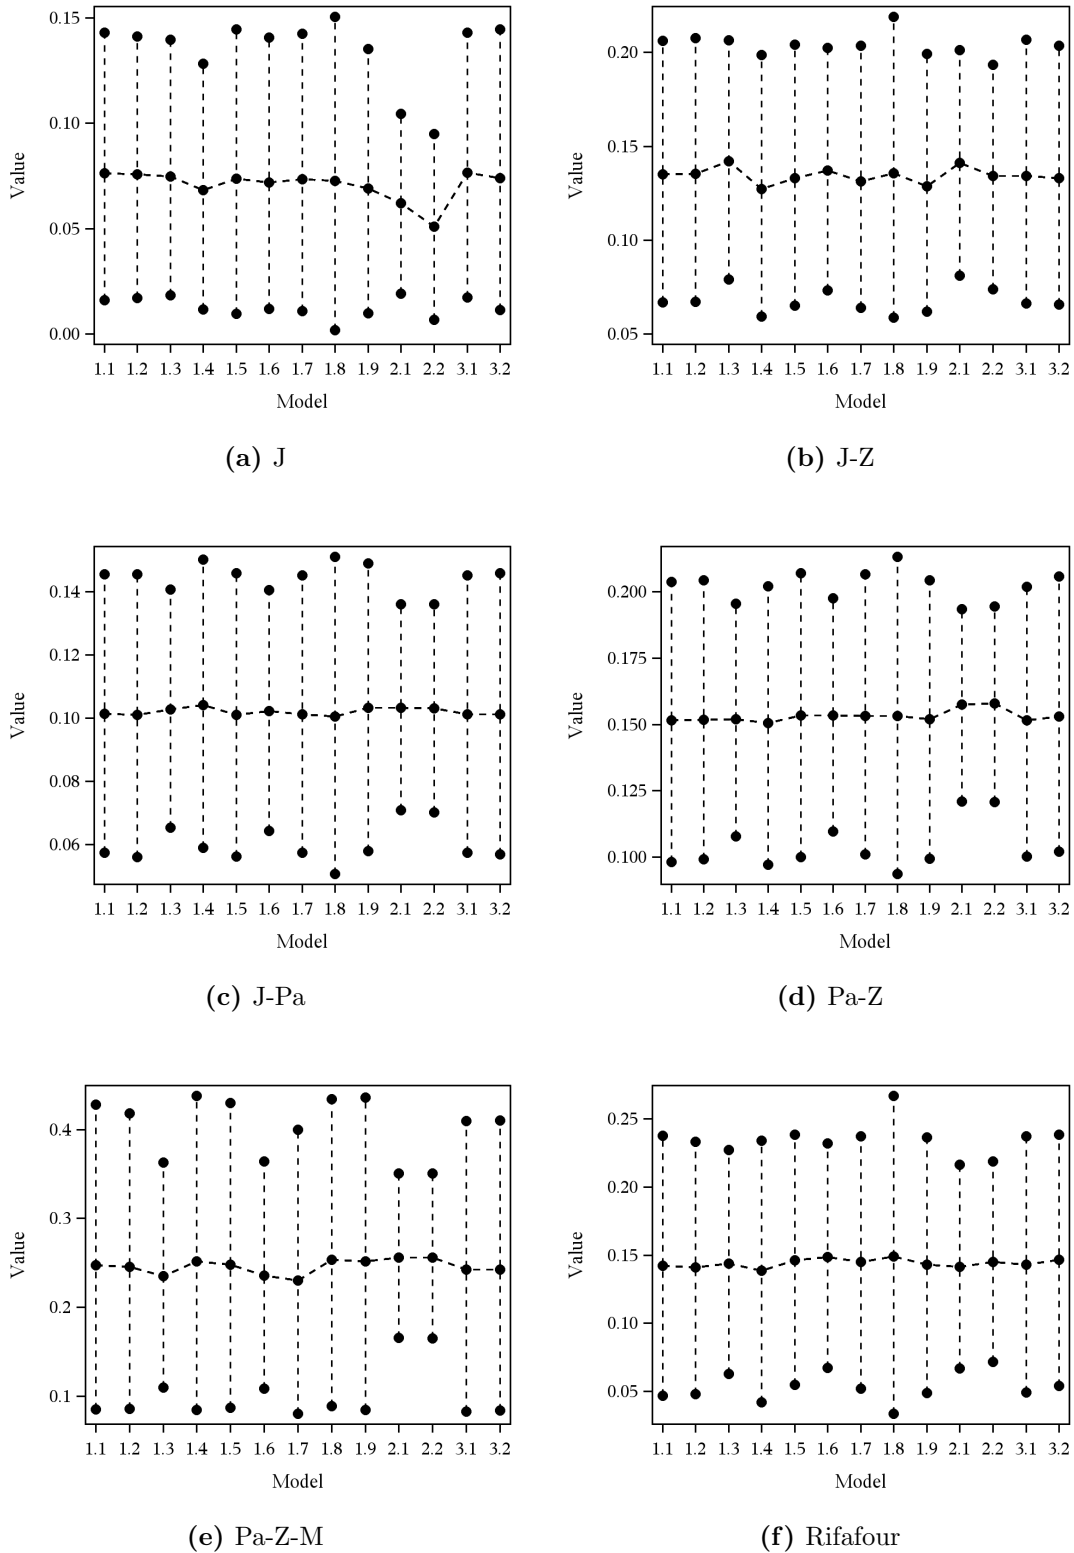 0.15
0.10
0.05
0.00
Value
1.1 1.2 1.3 1.4 1.5 1.6 1.7 1.8 1.9 2.1 2.2 3.1 3.2
Model
(a) J
0.20
0.15
0.10
0.05
Value
1.1 1.2 1.3 1.4 1.5 1.6 1.7 1.8 1.9 2.1 2.2 3.1 3.2
Model
(b) J-Z
0.14
0.12
0.10
0.08
0.06
Value
1.1 1.2 1.3 1.4 1.5 1.6 1.7 1.8 1.9 2.1 2.2 3.1 3.2
Model
(c) J-Pa
0.200
0.175
0.150
0.125
0.100
Value
1.1 1.2 1.3 1.4 1.5 1.6 1.7 1.8 1.9 2.1 2.2 3.1 3.2
Model
(d) Pa-Z
0.4
0.3
0.2
0.1
Value
1.1 1.2 1.3 1.4 1.5 1.6 1.7 1.8 1.9 2.1 2.2 3.1 3.2
Model
(e) Pa-Z-M
0.25
0.20
0.15
0.10
0.05
Value
1.1 1.2 1.3 1.4 1.5 1.6 1.7 1.8 1.9 2.1 2.2 3.1 3.2
Model
(f) Rifafour